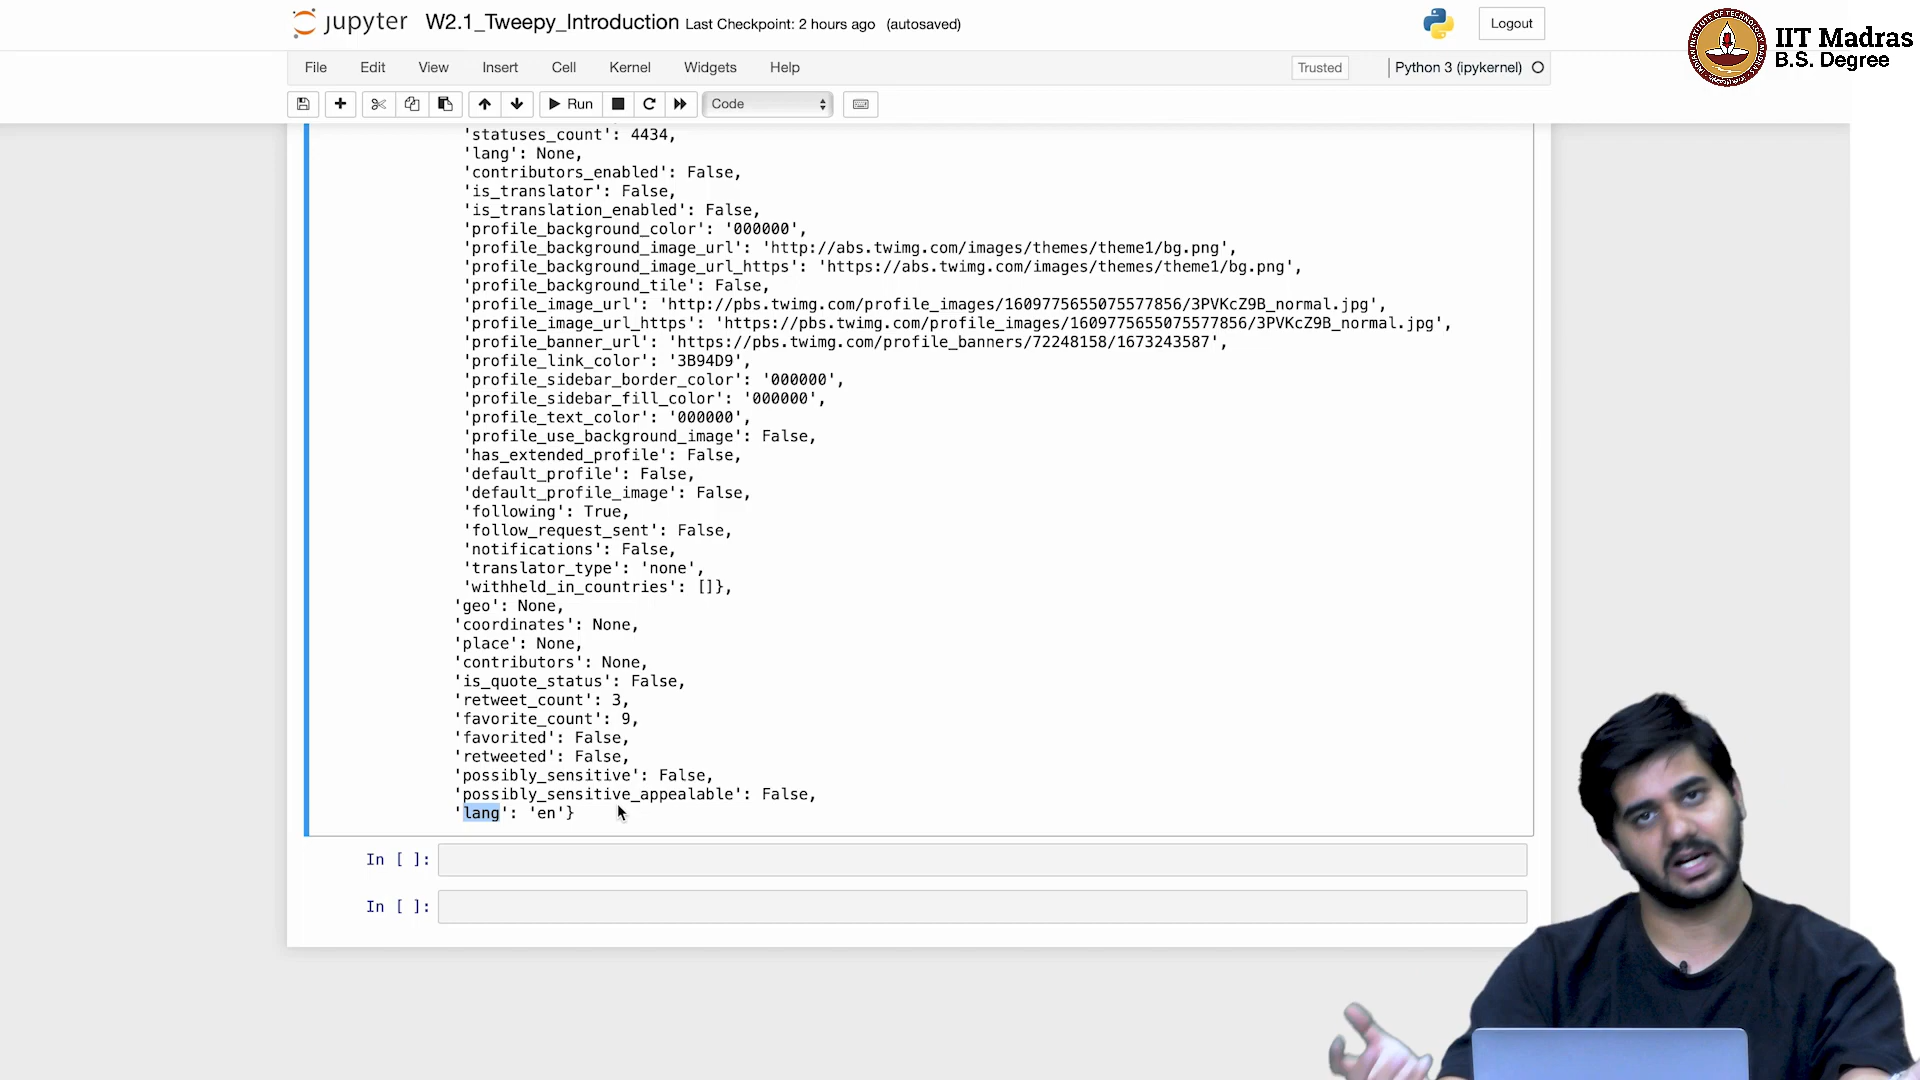 jupyter W2.1_Tweepy_Introduction Last Checkpoint: 2 hours ago (autosaved) Logout
IIT Madras
B.S. Degree
File Edit View Insert Cell Kernel Widgets Help Trusted Python 3 (ipykernel)
Run Code
'statuses_count': 4434,
'lang': None,
'contributors_enabled': False,
'is_translator': False,
'is_translation_enabled': False,
'profile_background_color': '000000',
'profile_background_image_url': 'http://abs.twimg.com/images/themes/theme1/bg.png',
'profile_background_image_url_https': 'https://abs.twimg.com/images/themes/theme1/bg.png',
'profile_background_tile': False,
'profile_image_url': 'http://pbs.twimg.com/profile_images/1609775655075577856/3PVKcZ9B_normal.jpg',
'profile_image_url_https': 'https://pbs.twimg.com/profile_images/1609775655075577856/3PVKcZ9B_normal.jpg',
'profile_banner_url': 'https://pbs.twimg.com/profile_banners/72248158/1673243587',
'profile_link_color': '3B94D9',
'profile_sidebar_border_color': '000000',
'profile_sidebar_fill_color': '000000',
'profile_text_color': '000000',
'profile_use_background_image': False,
'has_extended_profile': False,
'default_profile': False,
'default_profile_image': False,
'following': True,
'follow_request_sent': False,
'notifications': False,
'translator_type': 'none',
'withheld_in_countries': []},
'geo': None,
'coordinates': None,
'place': None,
'contributors': None,
'is_quote_status': False,
'retweet_count': 3,
'favorite_count': 9,
'favorited': False,
'retweeted': False,
'possibly_sensitive': False,
'possibly_sensitive_appealable': False,
'lang': 'en'}
In [ ]:
In [ ]: